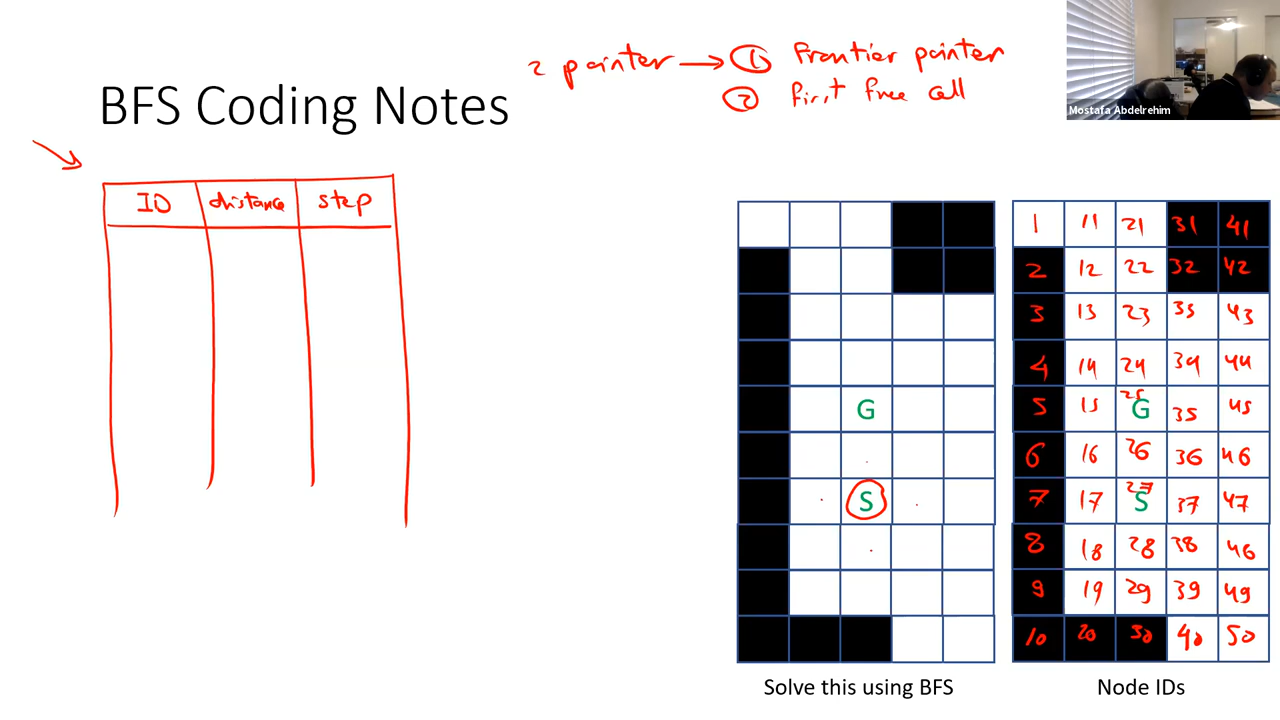 2 pointer → ① Frontier pointer
② first free cell
Mostafa Abdelrehim
BFS Coding Notes
ID distance step
G
S
1 11 21 31 41
2 12 22 32 42
3 13 23 33 43
4 14 24 34 44
5 15 25 G 35 45
6 16 26 36 46
7 17 27 S 37 47
8 18 28 38 46
9 19 29 39 49
10 20 30 40 50
Solve this using BFS
Node IDs